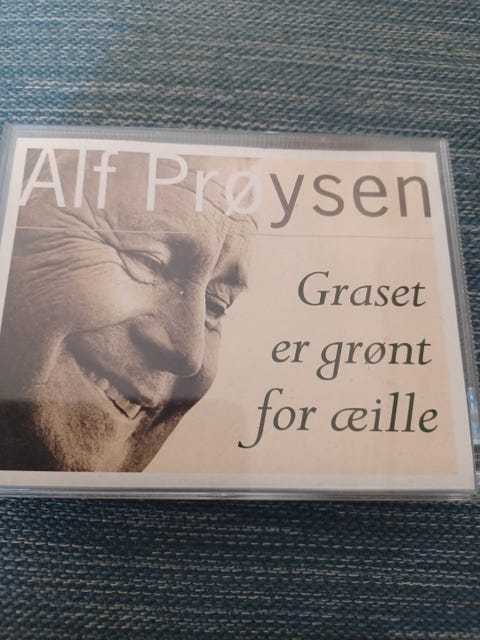 Alf Prøysen
Graset
er grønt
for æille